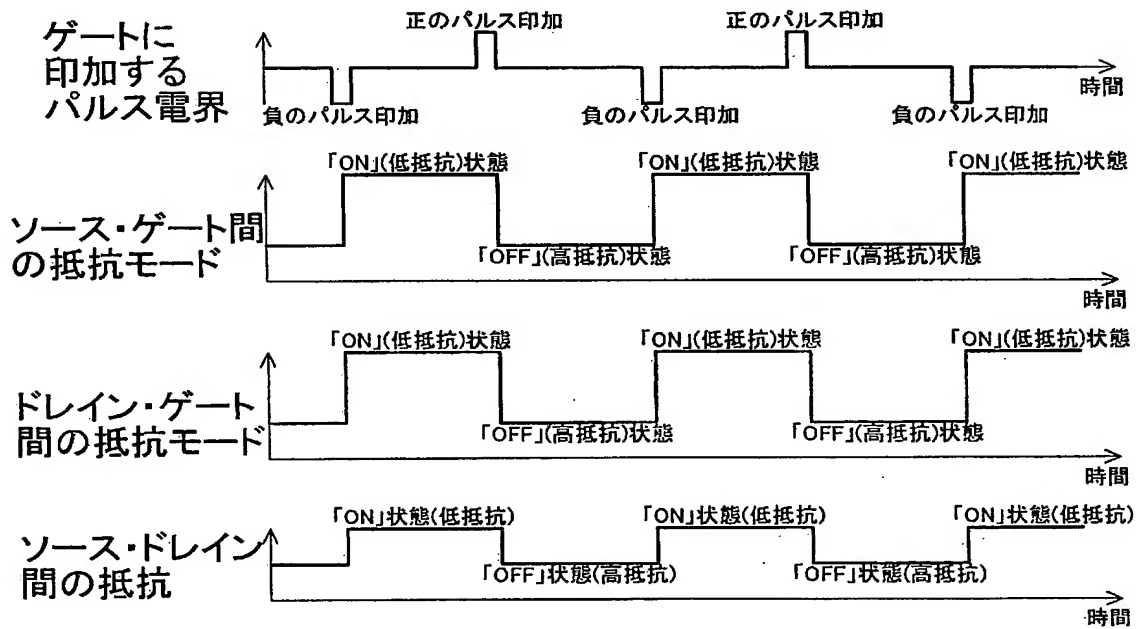 ゲートに
印加する
パルス電界
正のパルス印加
正のパルス印加
時間
負のパルス印加
負のパルス印加
負のパルス印加
「ON」(低抵抗)状態
「ON」(低抵抗)状態
「ON」(低抵抗)状態
ソース・ゲート間
の抵抗モード
「OFF」(高抵抗)状態
「OFF」(高抵抗)状態
時間
「ON」(低抵抗)状態
「ON」(低抵抗)状態
「ON」(低抵抗)状態
ドレイン・ゲート
間の抵抗モード
「OFF」(高抵抗)状態
「OFF」(高抵抗)状態
時間
「ON」状態(低抵抗)
「ON」状態(低抵抗)
「ON」状態(低抵抗)
ソース・ドレイン
間の抵抗
「OFF」状態(高抵抗)
「OFF」状態(高抵抗)
時間